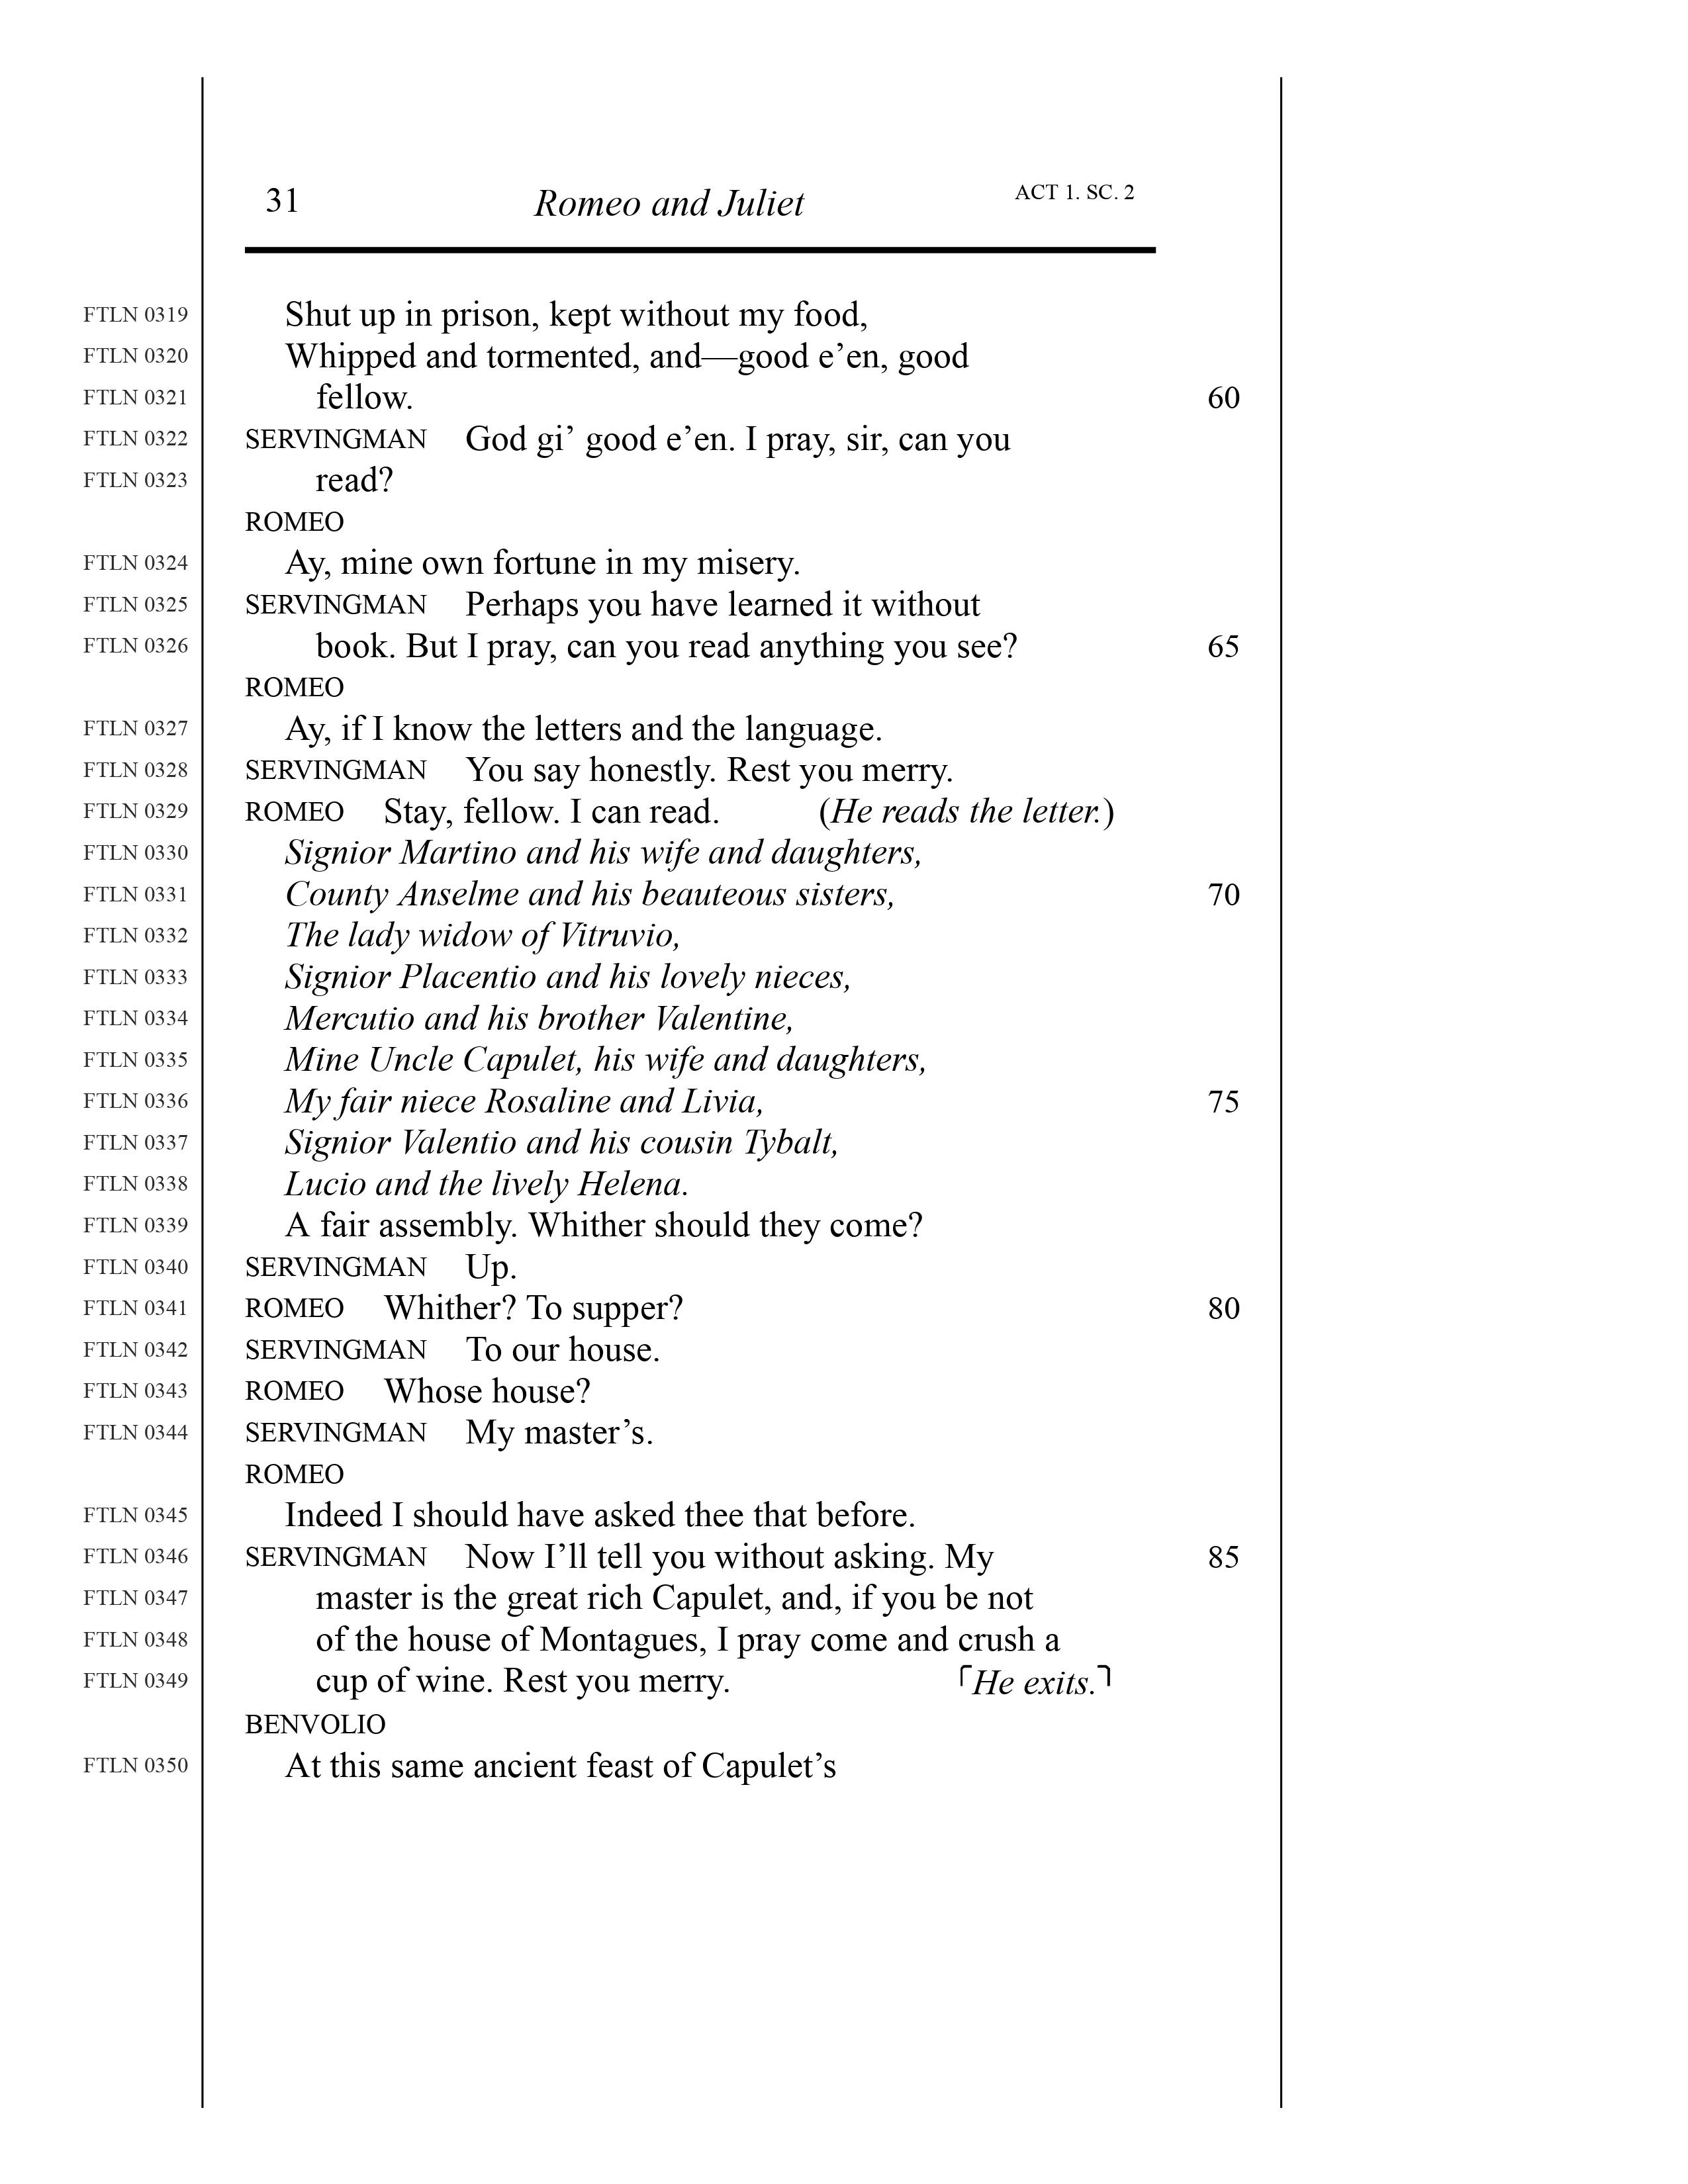 31 Romeo and Juliet ACT 1. SC. 2
FTLN 0319 Shut up in prison, kept without my food,
FTLN 0320 Whipped and tormented, and—good e’en, good
FTLN 0321 fellow. 60
FTLN 0322 SERVINGMAN God gi’ good e’en. I pray, sir, can you
FTLN 0323 read?
ROMEO
FTLN 0324 Ay, mine own fortune in my misery.
FTLN 0325 SERVINGMAN Perhaps you have learned it without
FTLN 0326 book. But I pray, can you read anything you see? 65
ROMEO
FTLN 0327 Ay, if I know the letters and the language.
FTLN 0328 SERVINGMAN You say honestly. Rest you merry.
FTLN 0329 ROMEO Stay, fellow. I can read. (He reads the letter.)
FTLN 0330 Signior Martino and his wife and daughters,
FTLN 0331 County Anselme and his beauteous sisters, 70
FTLN 0332 The lady widow of Vitruvio,
FTLN 0333 Signior Placentio and his lovely nieces,
FTLN 0334 Mercutio and his brother Valentine,
FTLN 0335 Mine Uncle Capulet, his wife and daughters,
FTLN 0336 My fair niece Rosaline and Livia, 75
FTLN 0337 Signior Valentio and his cousin Tybalt,
FTLN 0338 Lucio and the lively Helena.
FTLN 0339 A fair assembly. Whither should they come?
FTLN 0340 SERVINGMAN Up.
FTLN 0341 ROMEO Whither? To supper? 80
FTLN 0342 SERVINGMAN To our house.
FTLN 0343 ROMEO Whose house?
FTLN 0344 SERVINGMAN My master’s.
ROMEO
FTLN 0345 Indeed I should have asked thee that before.
FTLN 0346 SERVINGMAN Now I’ll tell you without asking. My 85
FTLN 0347 master is the great rich Capulet, and, if you be not
FTLN 0348 of the house of Montagues, I pray come and crush a
FTLN 0349 cup of wine. Rest you merry. ⌜He exits.⌝
BENVOLIO
FTLN 0350 At this same ancient feast of Capulet’s